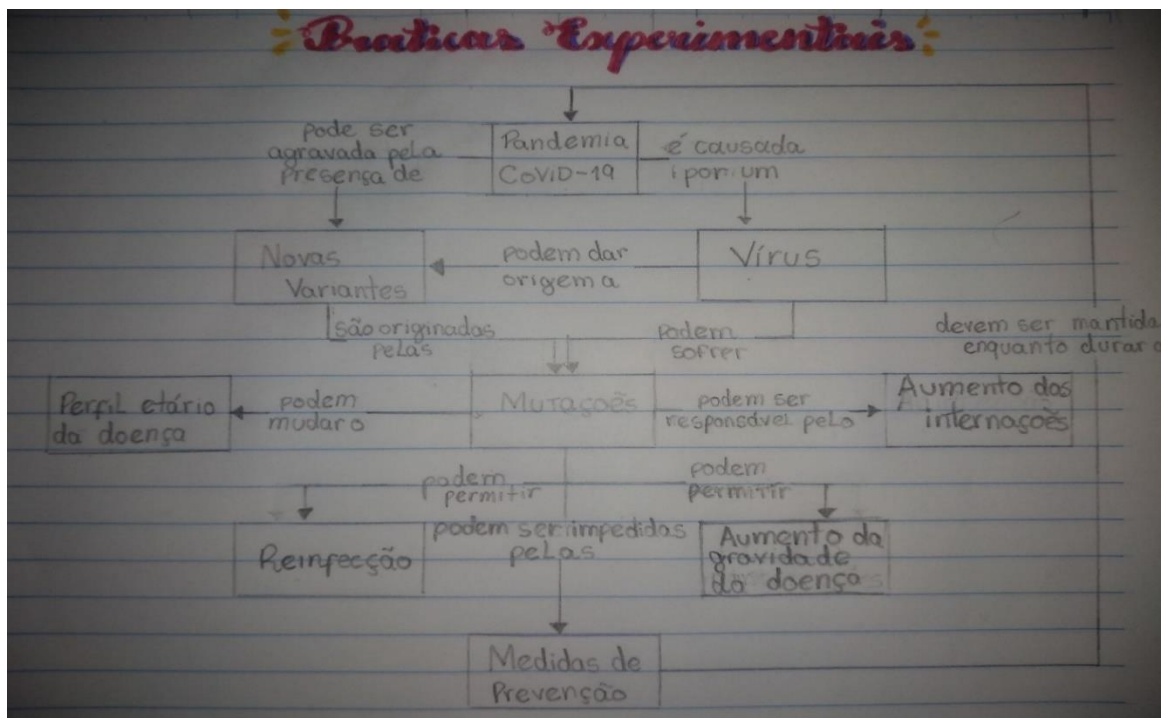 Praticas Experimentais
pode ser
agravada pela
presença de
Pandemia
CoViD-19
é causada
por um
Novas
Variantes
podem dar
origem a
Vírus
são originadas
pelas
Podem
sofrer
devem ser mantida
enquanto durar a
Perfil etário
da doença
podem
mudar o
Mutações
podem ser
responsável pelo
Aumento das
internações
podem
permitir
podem
permitir
Reinfecção
podem ser impedidas
pelas
Aumento da
gravidade
da doença
Medidas de
Prevenção